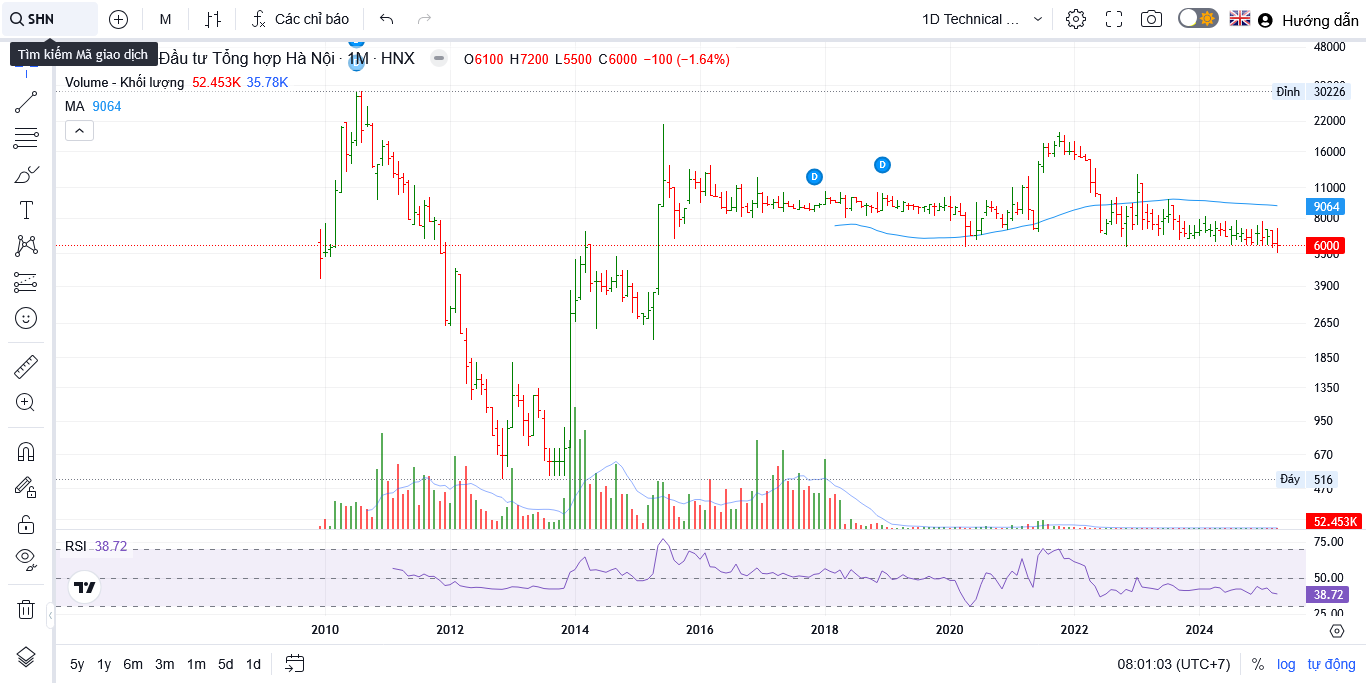 SHN
M
Các chỉ báo
1D Technical ...
Hướng dẫn
Tìm kiếm Mã giao dịch
Đầu tư Tổng hợp Hà Nội · 1M · HNX
O6100 H7200 L5500 C6000 −100 (−1.64%)
Volume - Khối lượng 52.453K 35.78K
MA 9064
48000
Đỉnh 30226
22000
16000
11000
D
D
9064
8000
6000
5500
3900
2650
1850
1350
950
670
Đáy 516
470
52.453K
RSI 38.72
75.00
50.00
38.72
25.00
2010 2012 2014 2016 2018 2020 2022 2024
5y 1y 6m 3m 1m 5d 1d
08:01:03 (UTC+7) % log tự động